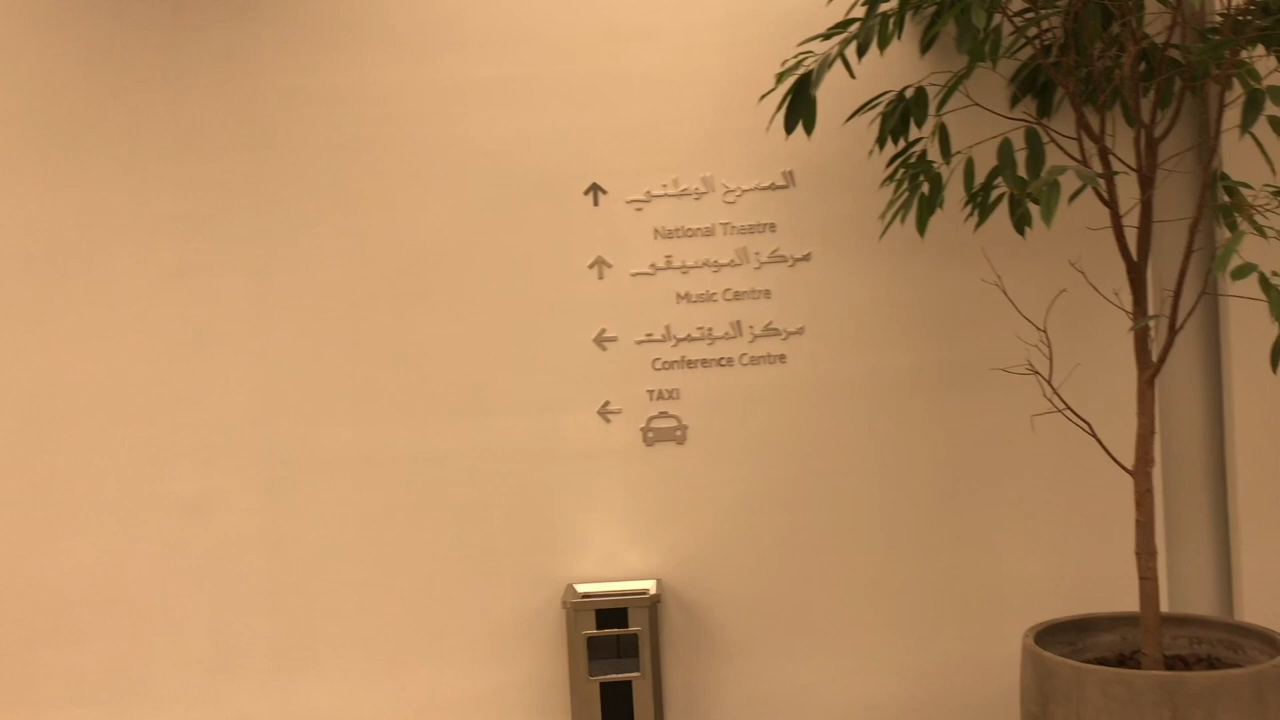 المسرح الوطني
National Theatre
مركز الموسيقى
Music Centre
مركز المؤتمرات
Conference Centre
TAXI